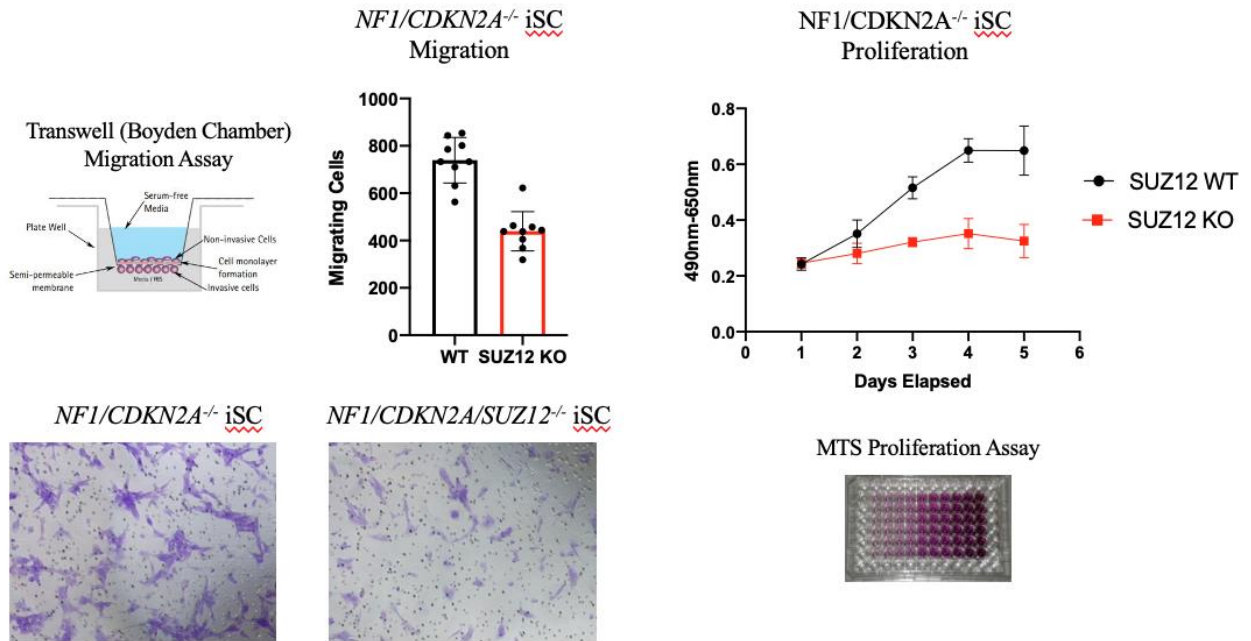 NF1/CDKN2A-/- iSC
Migration
NF1/CDKN2A-/- iSC
Proliferation
Transwell (Boyden Chamber)
Migration Assay
Serum-free
Media
Plate Well
Non-invasive Cells
Cell monolayer
formation
Semi-permeable
membrane
Media / FBS
Invasive cells
Migrating Cells
1000
800
600
400
200
0
WT SUZ12 KO
490nm-650nm
0.8
0.6
0.4
0.2
0.0
0 1 2 3 4 5 6
Days Elapsed
SUZ12 WT
SUZ12 KO
NF1/CDKN2A-/- iSC
NF1/CDKN2A/SUZ12-/- iSC
MTS Proliferation Assay